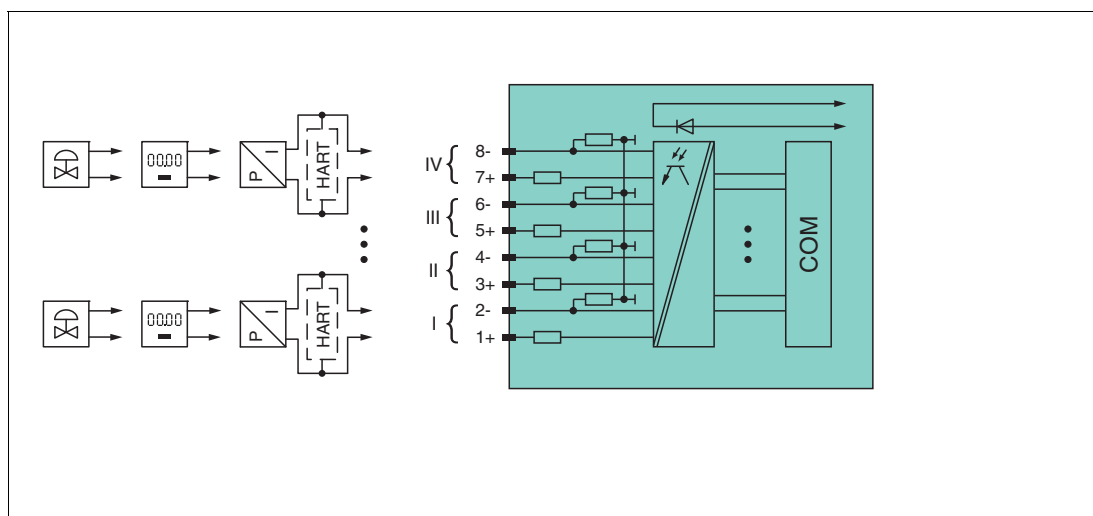 00.00
P
I
HART
IV
8-
7+
III
6-
5+
II
4-
3+
I
2-
1+
COM
00.00
P
I
HART